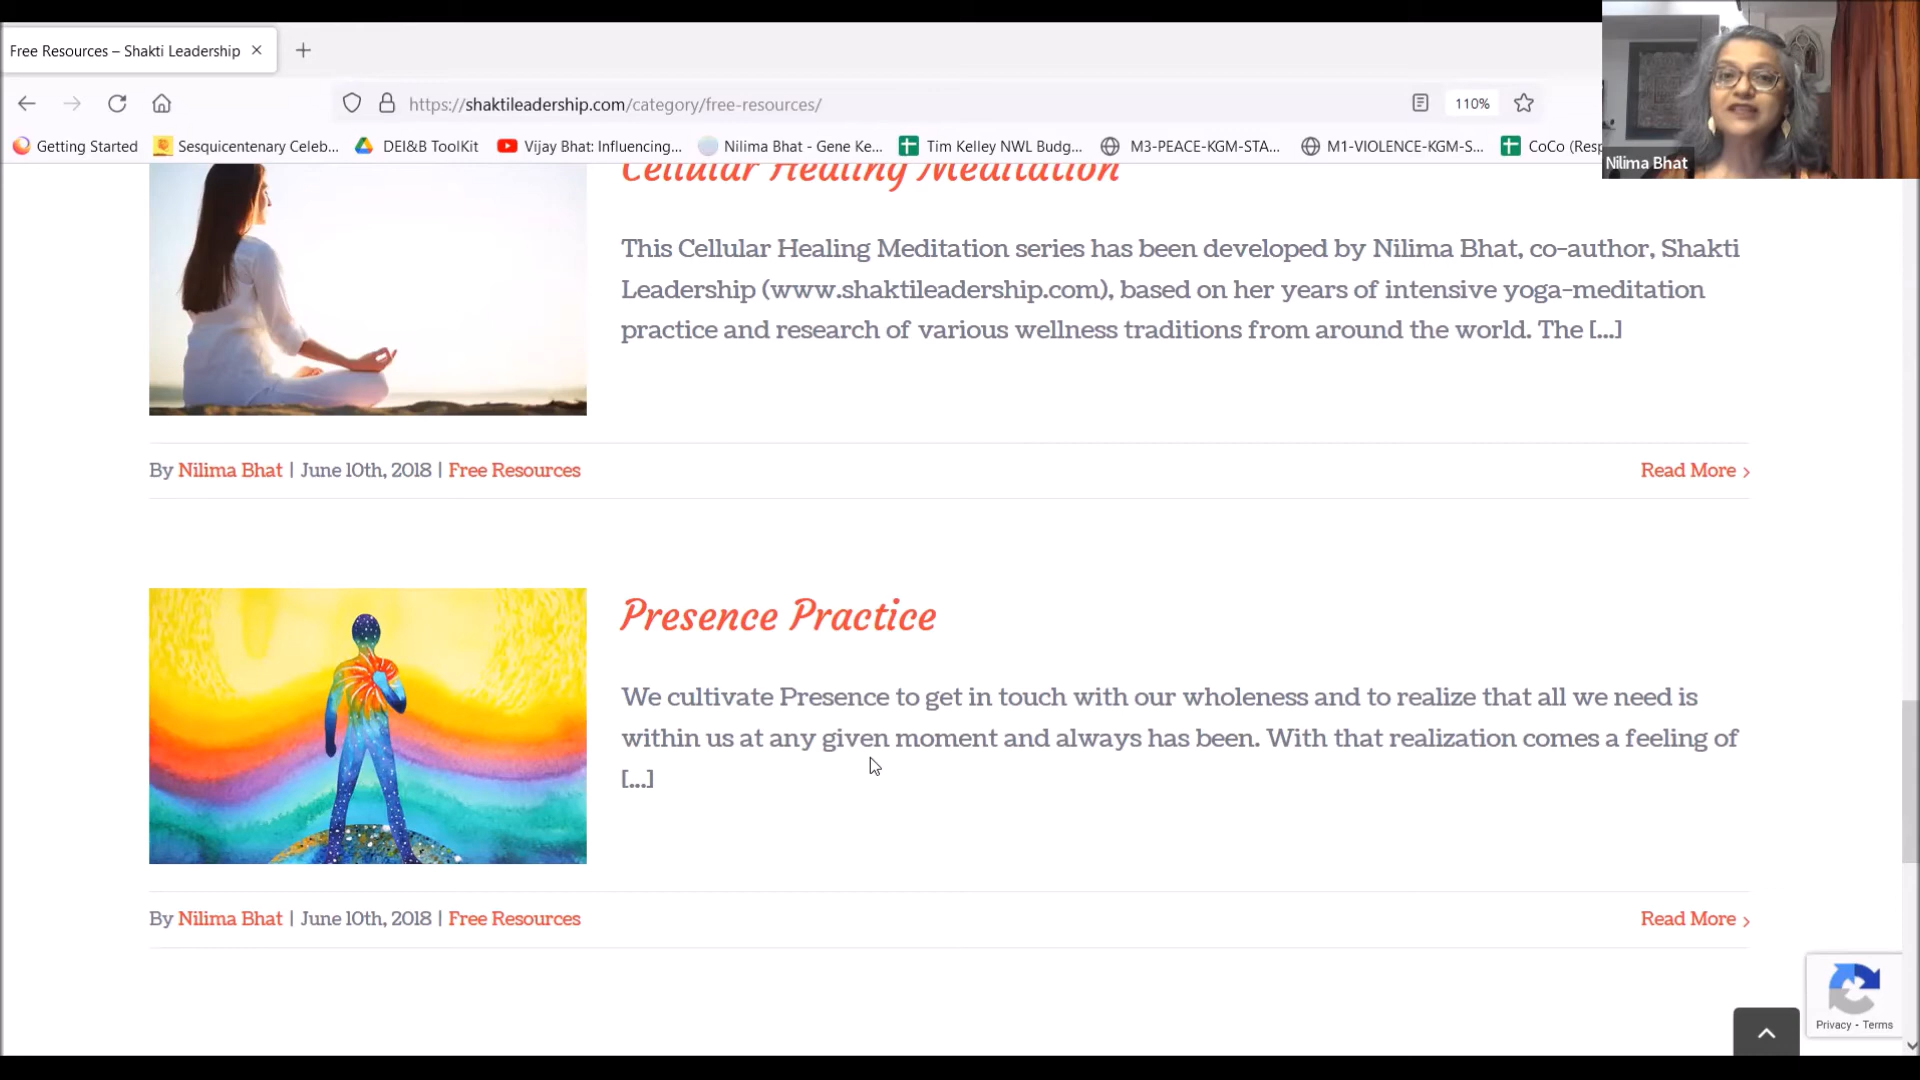 Free Resources – Shakti Leadership
https://shaktileadership.com/category/free-resources/
110%
Getting Started
Sesquicentenary Celeb...
DEI&B ToolKit
Vijay Bhat: Influencing...
Nilima Bhat - Gene Ke...
Tim Kelley NWL Budg...
M3-PEACE-KGM-STA...
M1-VIOLENCE-KGM-S...
CoCo (Res
Nilima Bhat
Cellular Healing Meditation
This Cellular Healing Meditation series has been developed by Nilima Bhat, co-author, Shakti
Leadership (www.shaktileadership.com), based on her years of intensive yoga-meditation
practice and research of various wellness traditions from around the world. The [...]
By Nilima Bhat | June 10th, 2018 | Free Resources
Read More
Presence Practice
We cultivate Presence to get in touch with our wholeness and to realize that all we need is
within us at any given moment and always has been. With that realization comes a feeling of
[...]
By Nilima Bhat | June 10th, 2018 | Free Resources
Read More
Privacy - Terms